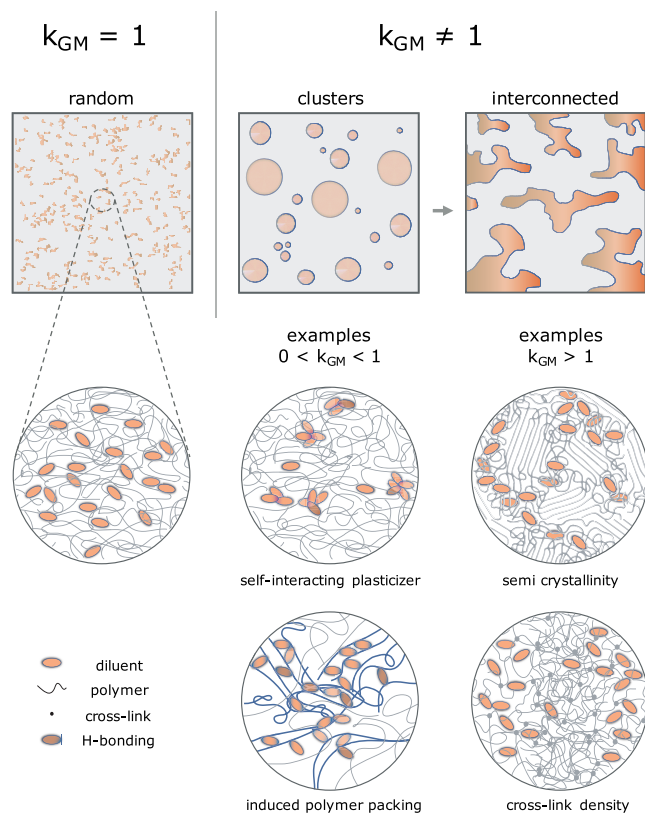 k_GM = 1
k_GM ≠ 1
random
clusters
interconnected
examples
0 < k_GM < 1
examples
k_GM > 1
self-interacting plasticizer
semi crystallinity
diluent
polymer
cross-link
H-bonding
induced polymer packing
cross-link density